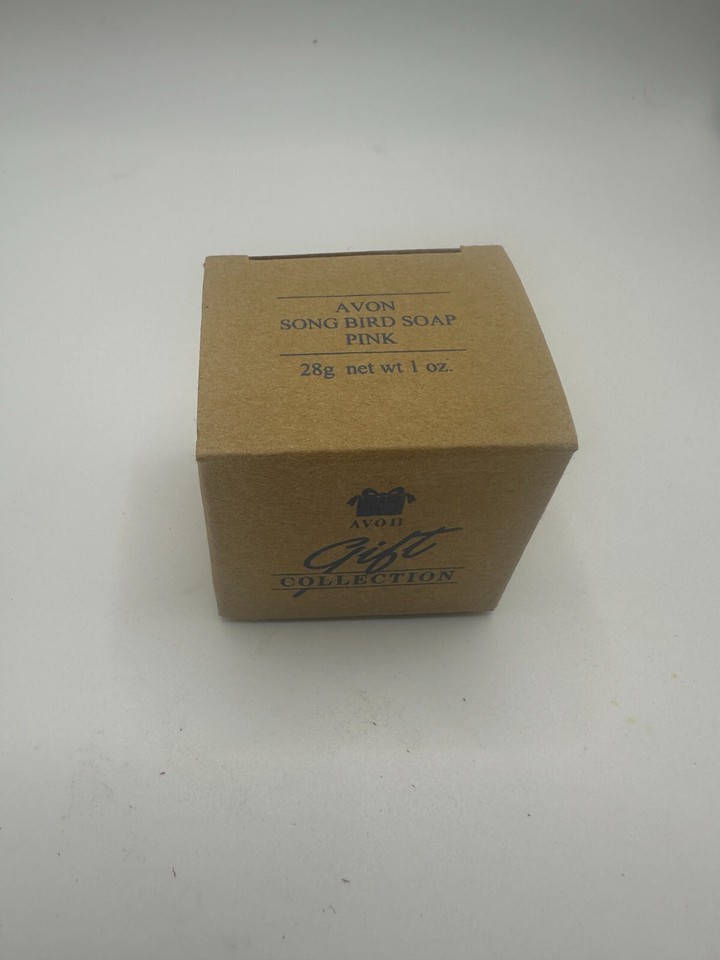 AVON
SONG BIRD SOAP
PINK
28g net wt 1 oz.
AVON
Gift
COLLECTION